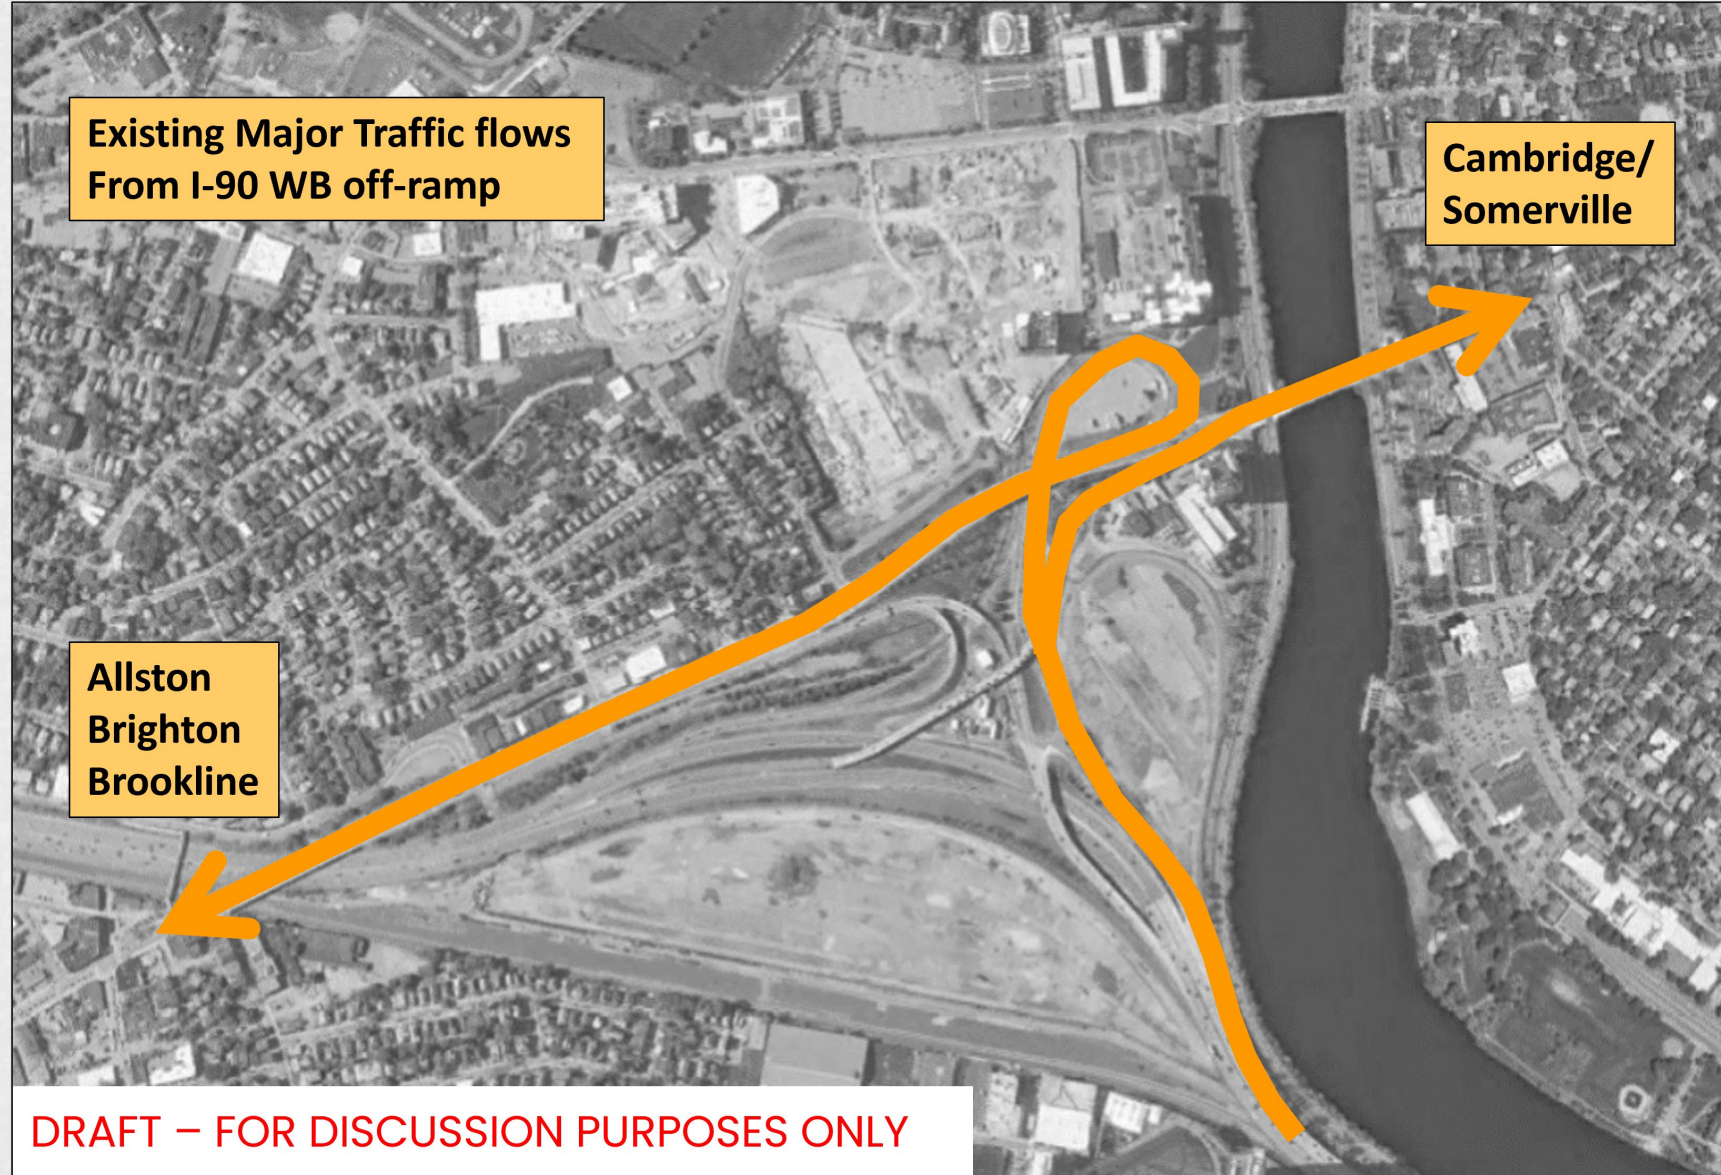 Existing Major Traffic flows
From I-90 WB off-ramp
Cambridge/
Somerville
Allston
Brighton
Brookline
DRAFT – FOR DISCUSSION PURPOSES ONLY